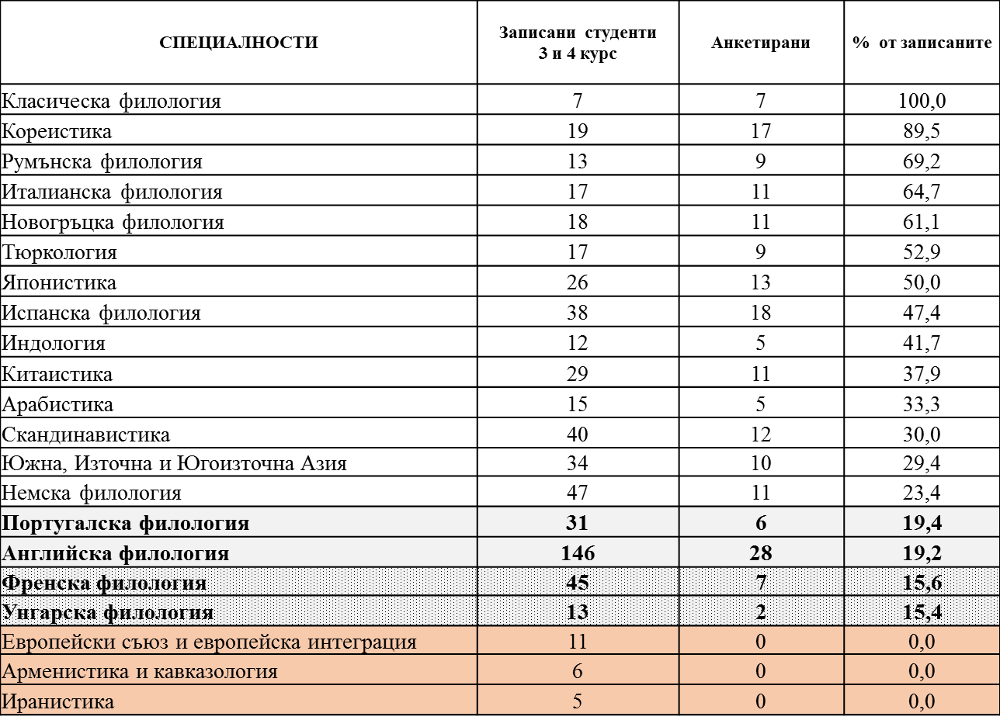 СПЕЦИАЛНОСТИ Записани студенти 3 и 4 курс Анкетирани % от записаните
Класическа филология 7 7 100,0
Кореистика 19 17 89,5
Румънска филология 13 9 69,2
Италианска филология 17 11 64,7
Новогръцка филология 18 11 61,1
Тюркология 17 9 52,9
Японистика 26 13 50,0
Испанска филология 38 18 47,4
Индология 12 5 41,7
Китаистика 29 11 37,9
Арабистика 15 5 33,3
Скандинавистика 40 12 30,0
Южна, Източна и Югоизточна Азия 34 10 29,4
Немска филология 47 11 23,4
Португалска филология 31 6 19,4
Английска филология 146 28 19,2
Френска филология 45 7 15,6
Унгарска филология 13 2 15,4
Европейски съюз и европейска интеграция 11 0 0,0
Арменистика и кавказология 6 0 0,0
Иранистика 5 0 0,0